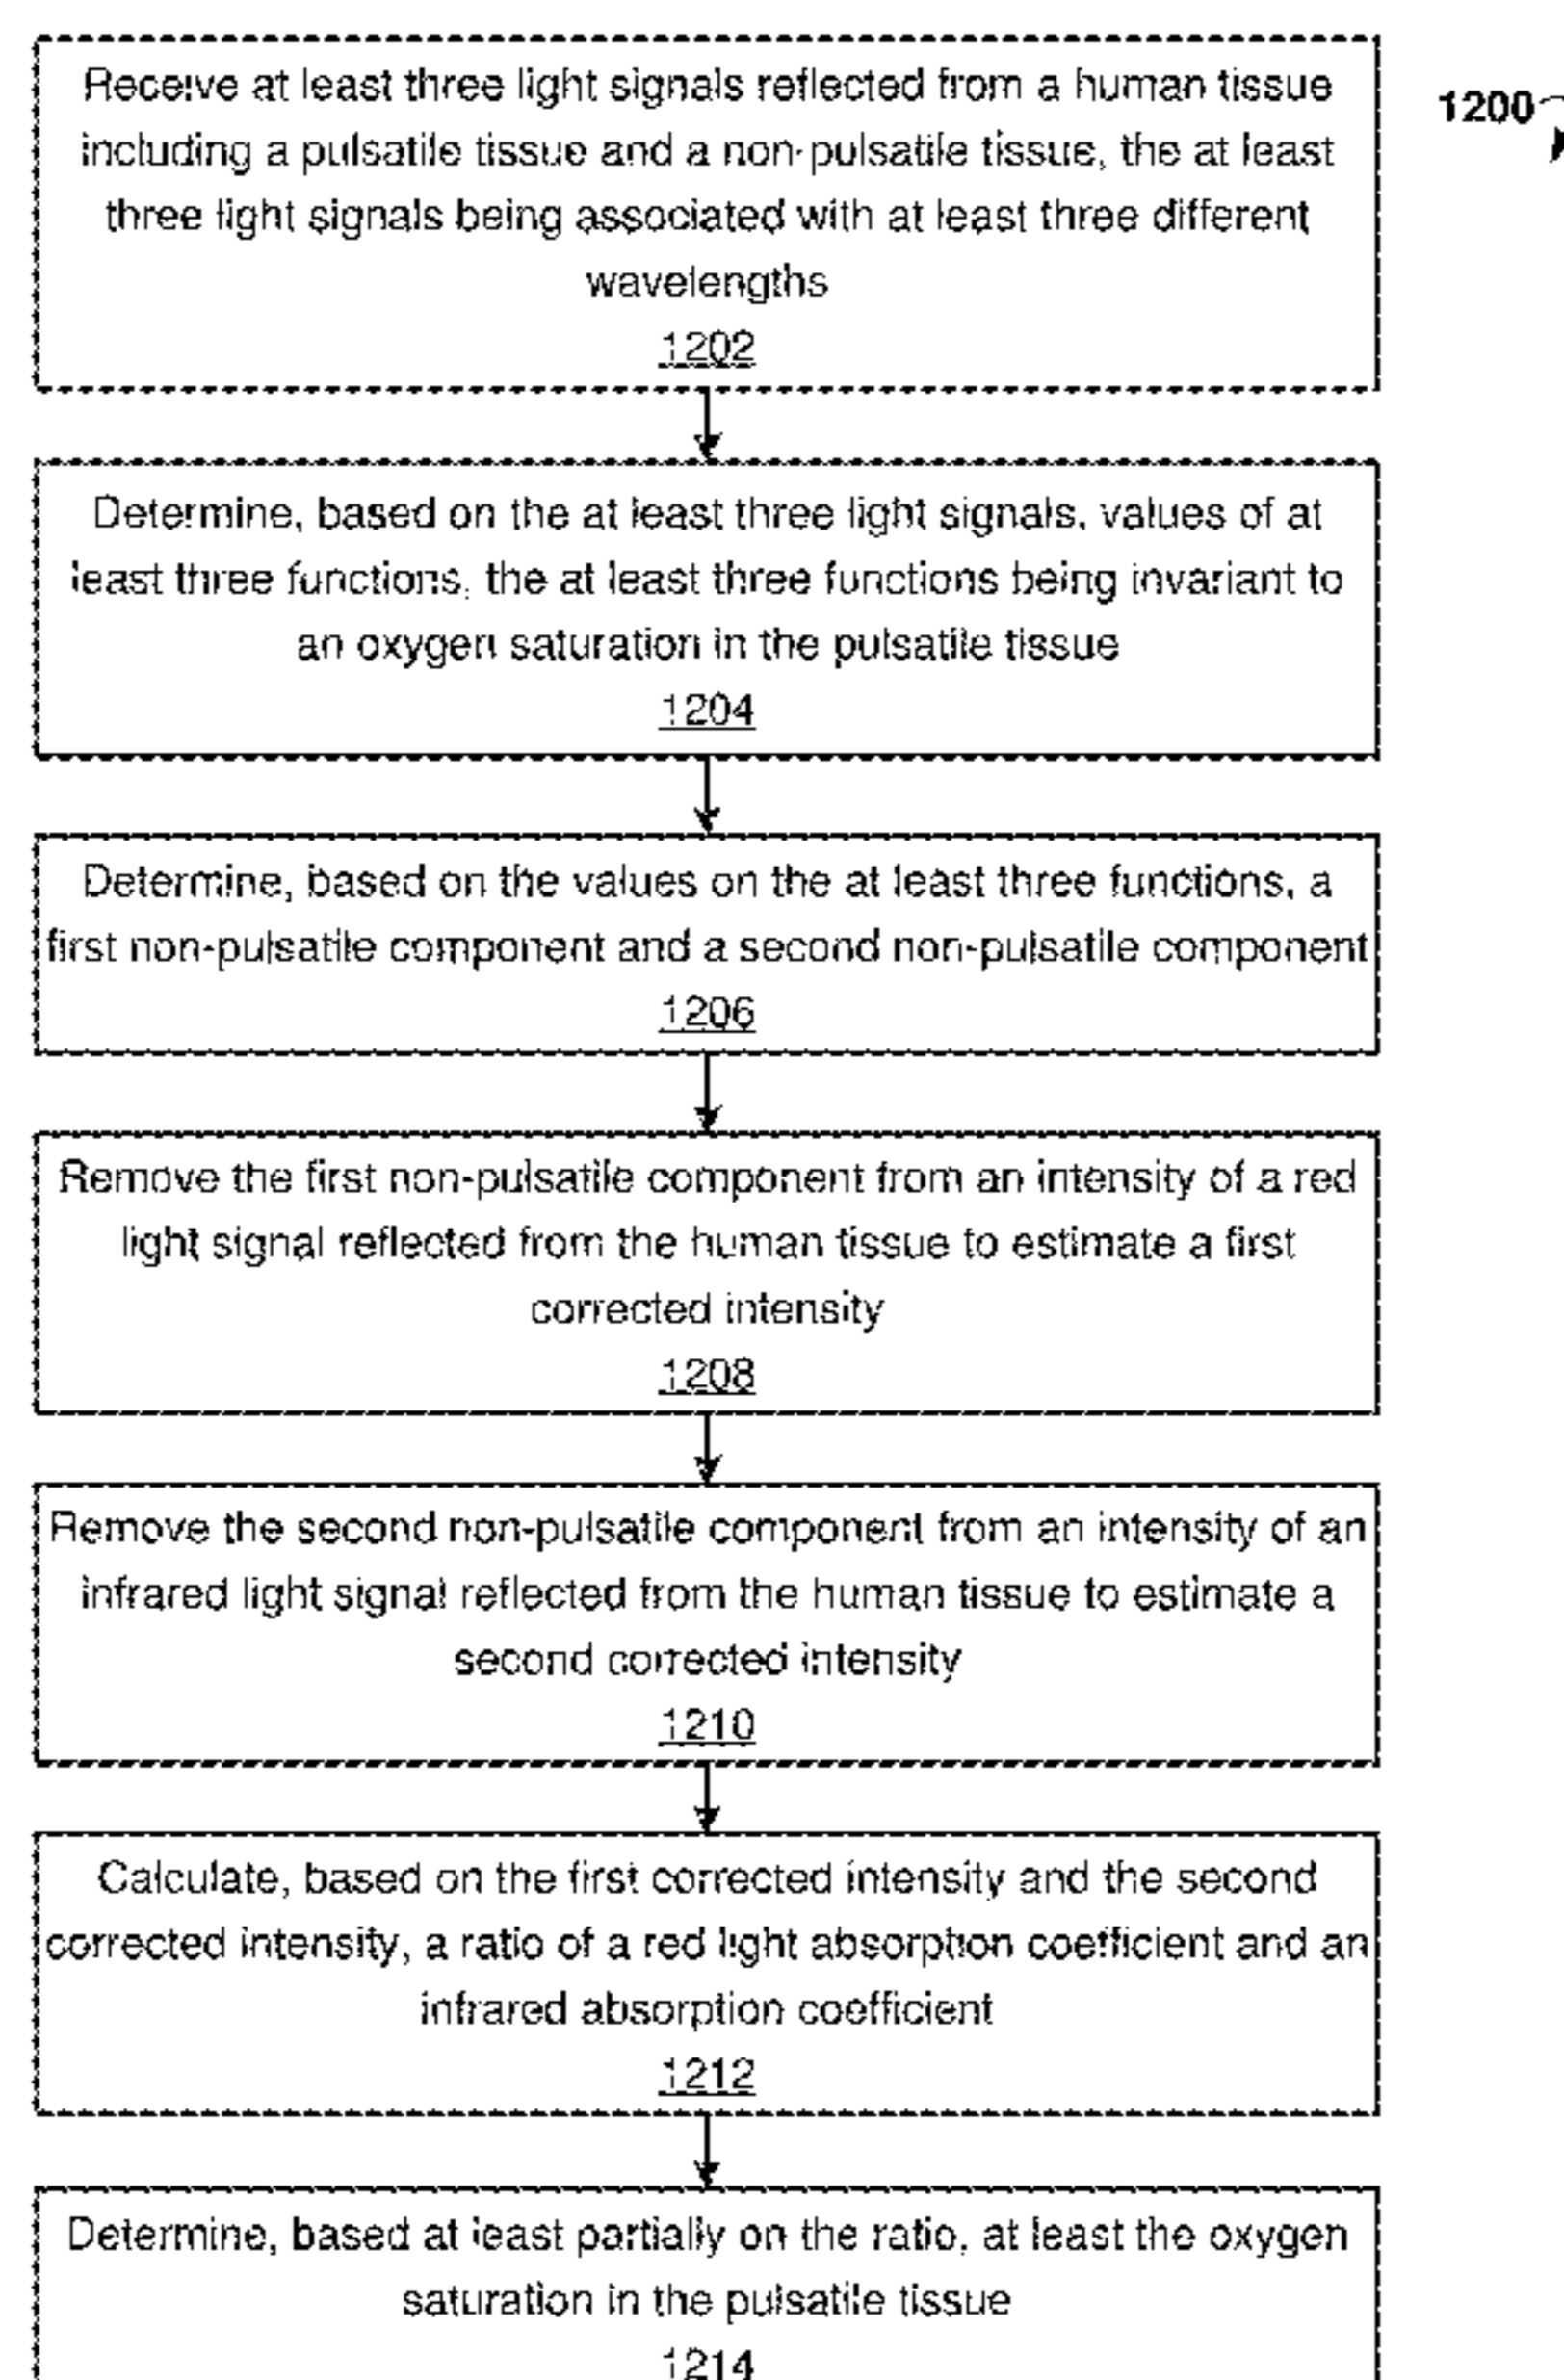 Receive at least three light signals reflected from a human tissue
including a pulsatile tissue and a non-pulsatile tissue, the at least
three light signals being associated with at least three different
wavelengths
1202
1200
Determine, based on the at least three light signals, values of at
least three functions, the at least three functions being invariant to
an oxygen saturation in the pulsatile tissue
1204
Determine, based on the values on the at least three functions, a
first non-pulsatile component and a second non-pulsatile component
1206
Remove the first non-pulsatile component from an intensity of a red
light signal reflected from the human tissue to estimate a first
corrected intensity
1208
Remove the second non-pulsatile component from an intensity of an
infrared light signal reflected from the human tissue to estimate a
second corrected intensity
1210
Calculate, based on the first corrected intensity and the second
corrected intensity, a ratio of a red light absorption coefficient and an
infrared absorption coefficient
1212
Determine, based at least partially on the ratio, at least the oxygen
saturation in the pulsatile tissue
1214